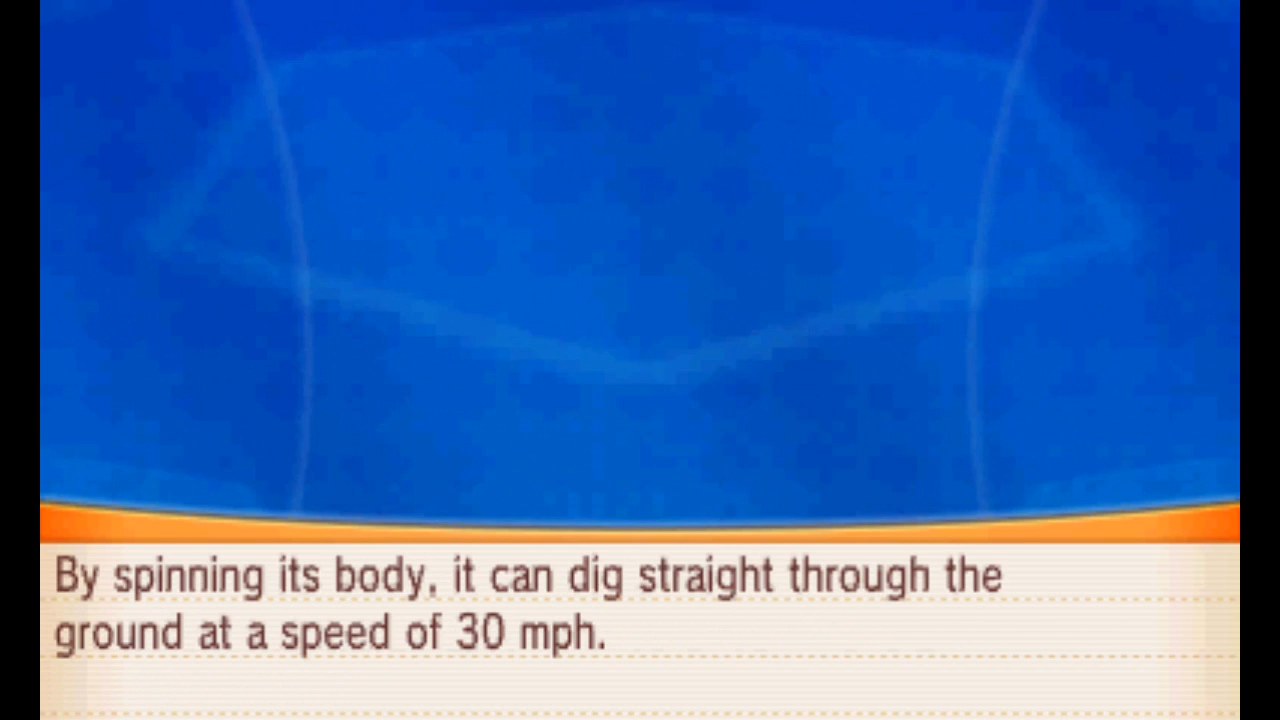 By spinning its body, it can dig straight through the
ground at a speed of 30 mph.